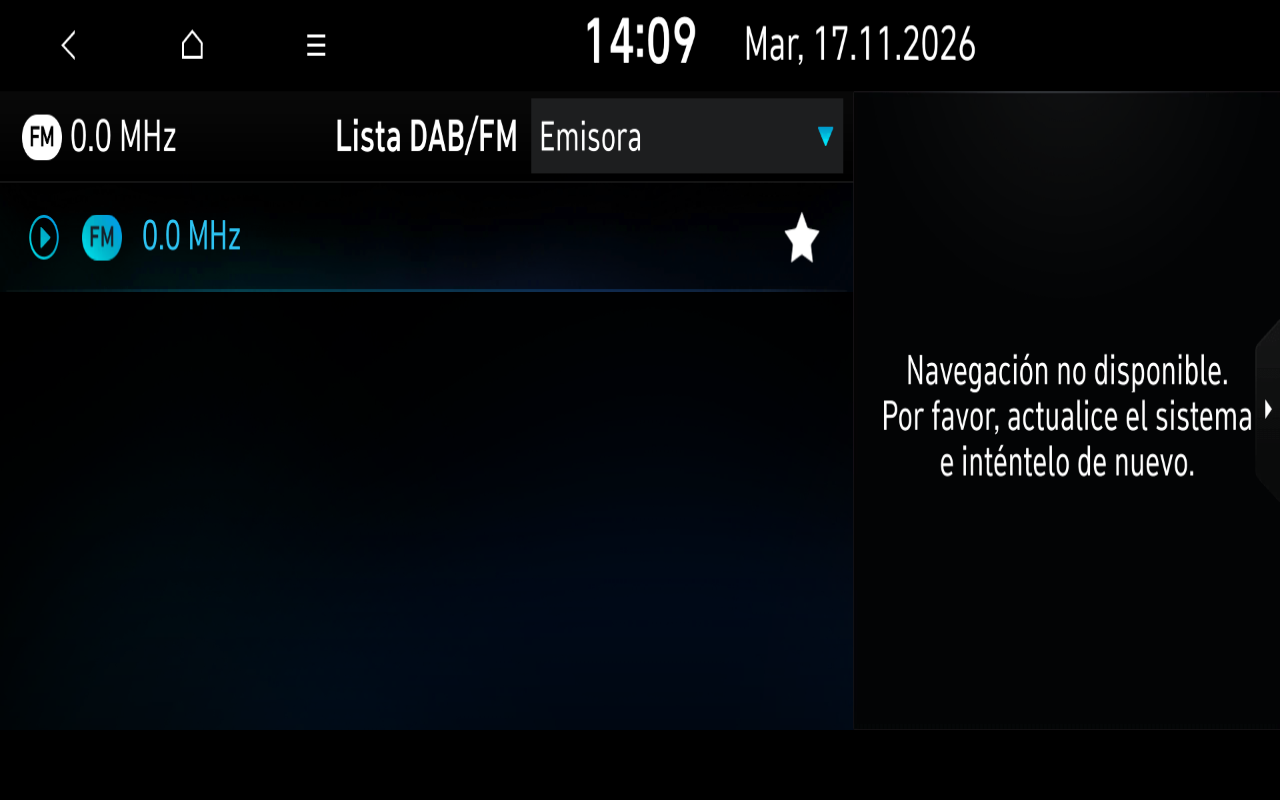 14:09 Mar, 17.11.2026
FM 0.0 MHz Lista DAB/FM Emisora
FM 0.0 MHz
Navegación no disponible.
Por favor, actualice el sistema
e inténtelo de nuevo.